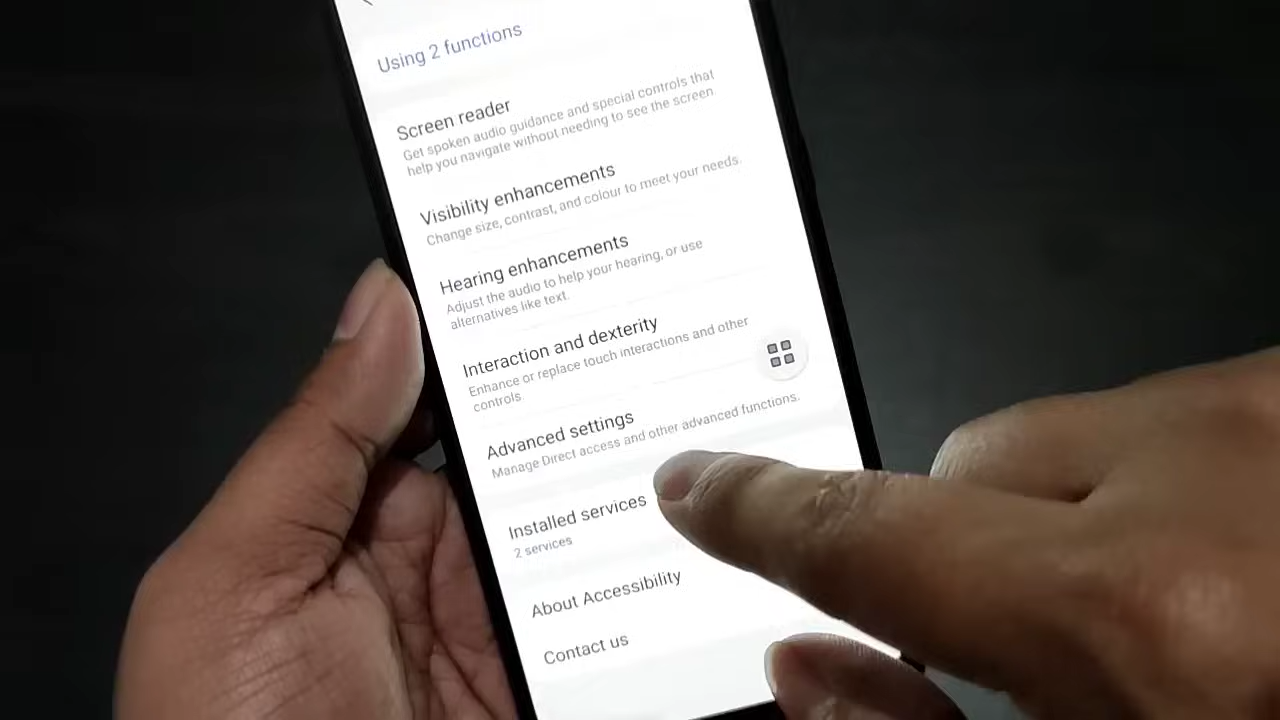 Using 2 functions
Screen reader
Get spoken audio guidance and special controls that
help you navigate without needing to see the screen.
Visibility enhancements
Change size, contrast, and colour to meet your needs.
Hearing enhancements
Adjust the audio to help your hearing, or use
alternatives like text.
Interaction and dexterity
Enhance or replace touch interactions and other
controls.
Advanced settings
Manage Direct access and other advanced functions.
Installed services
2 services
About Accessibility
Contact us